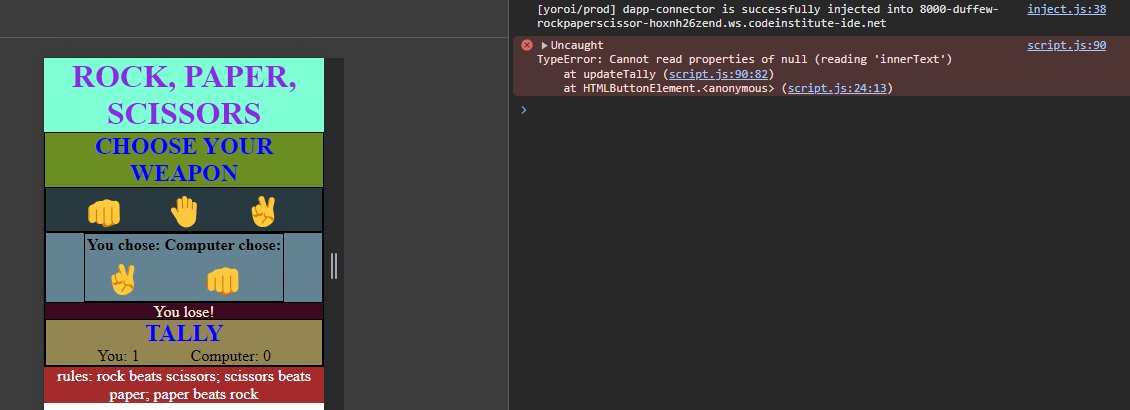 ROCK, PAPER,
SCISSORS
CHOOSE YOUR
WEAPON
You chose: Computer chose:
You lose!
TALLY
You: 1 Computer: 0
rules: rock beats scissors; scissors beats
paper; paper beats rock
[yoroi/prod] dapp-connector is successfully injected into 8000-duffew- inject.js:38
rockpaperscissor-hoxnh26zend.ws.codeinstitute-ide.net
Uncaught script.js:90
TypeError: Cannot read properties of null (reading 'innerText')
at updateTally (script.js:90:82)
at HTMLButtonElement.<anonymous> (script.js:24:13)